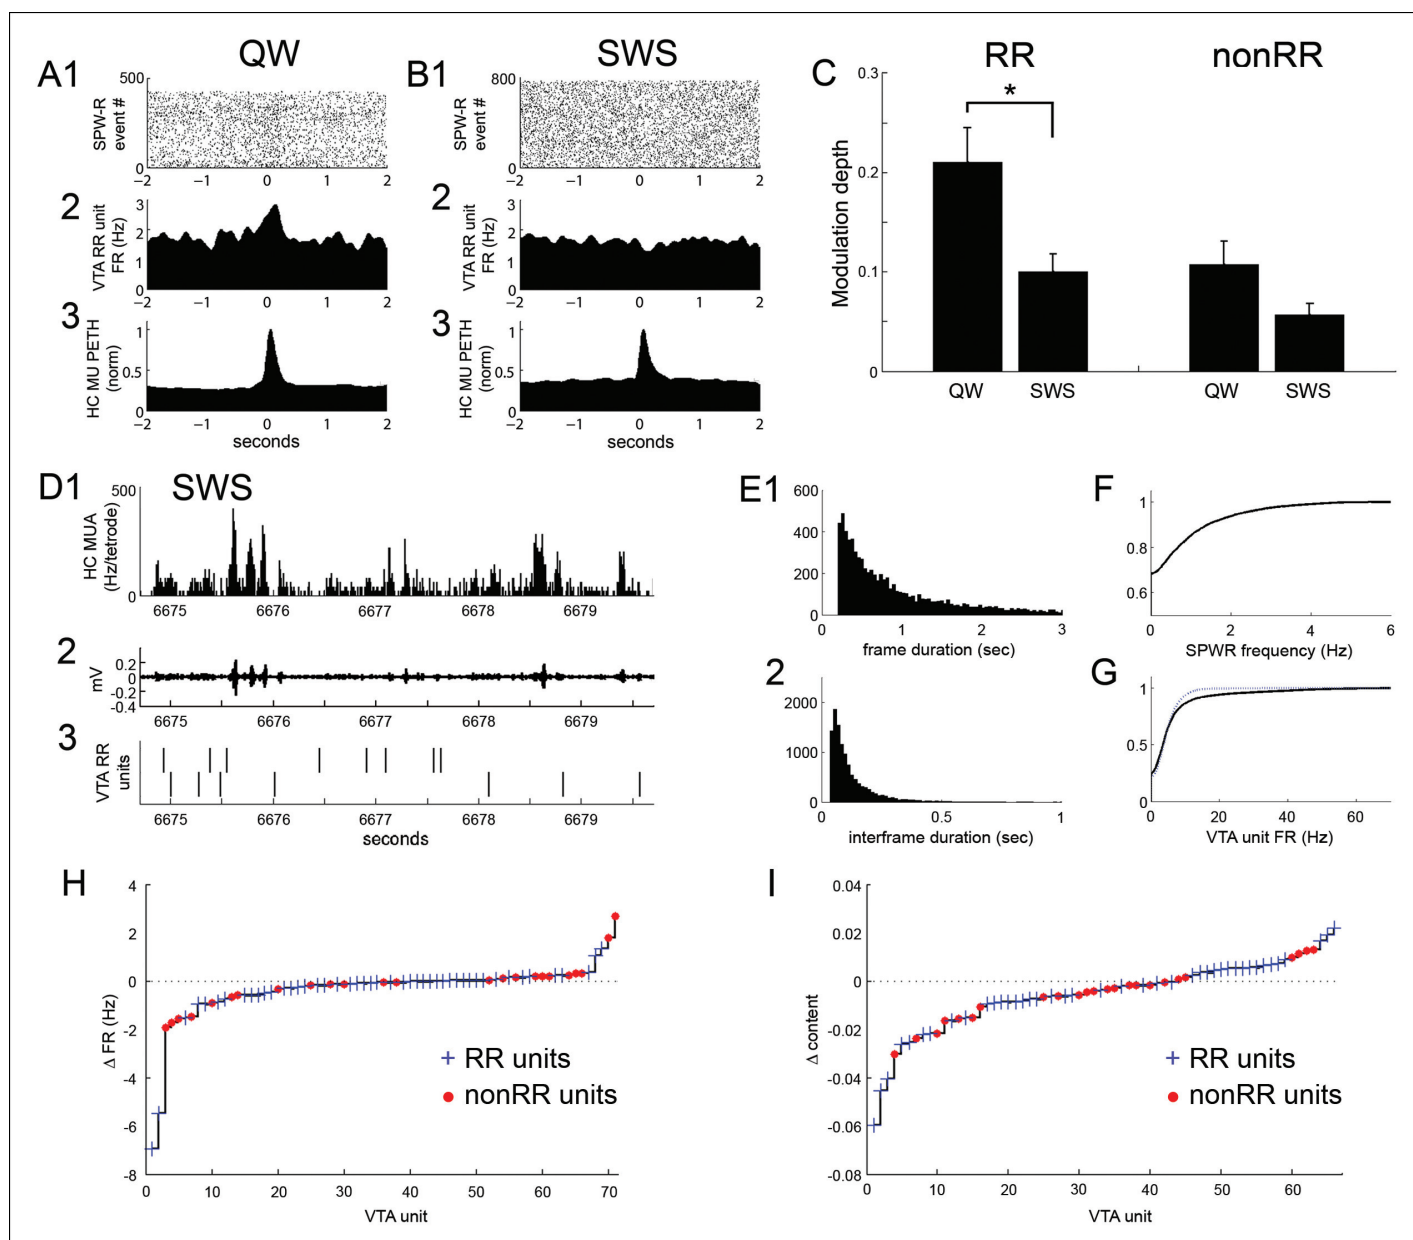 QW
SWS
A1
500
SPW-R
event #
0
−2 −1 0 1 2
B1
800
SPW-R
event #
0
−2 −1 0 1 2
2
3
2
1
0
VTA RR unit
FR (Hz)
−2 −1 0 1 2
2
3
2
1
0
VTA RR unit
FR (Hz)
−2 −1 0 1 2
3
1
0.5
0
HC MU PETH
(norm)
−2 −1 0 1 2
seconds
3
1
0.5
0
HC MU PETH
(norm)
−2 −1 0 1 2
seconds
C
RR
nonRR
*
0.3
0.2
0.1
0
Modulation depth
QW SWS QW SWS
D1
SWS
500
0
HC MUA
(Hz/tetrode)
6675 6676 6677 6678 6679
2
0.2
0
-0.2
-0.4
mV
6675 6676 6677 6678 6679
3
VTA RR
units
6675 6676 6677 6678 6679
seconds
E1
600
400
200
0
0 1 2 3
frame duration (sec)
2
2000
1000
0
0 0.5 1
interframe duration (sec)
F
1
0.8
0.6
0 2 4 6
SPWR frequency (Hz)
G
1
0.5
0
0 20 40 60
VTA unit FR (Hz)
H
4
2
0
-2
-4
-6
-8
Δ FR (Hz)
RR units
nonRR units
0 10 20 30 40 50 60 70
VTA unit
I
0.04
0.02
0
-0.02
-0.04
-0.06
-0.08
Δ content
RR units
nonRR units
0 10 20 30 40 50 60
VTA unit